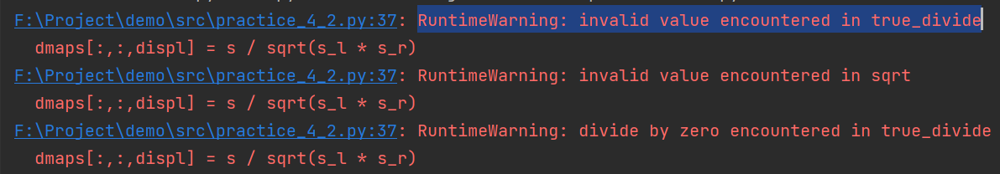 F:\Project\demo\src\practice_4_2.py:37: RuntimeWarning: invalid value encountered in true_divide
dmaps[:,:,displ] = s / sqrt(s_l * s_r)
F:\Project\demo\src\practice_4_2.py:37: RuntimeWarning: invalid value encountered in sqrt
dmaps[:,:,displ] = s / sqrt(s_l * s_r)
F:\Project\demo\src\practice_4_2.py:37: RuntimeWarning: divide by zero encountered in true_divide
dmaps[:,:,displ] = s / sqrt(s_l * s_r)